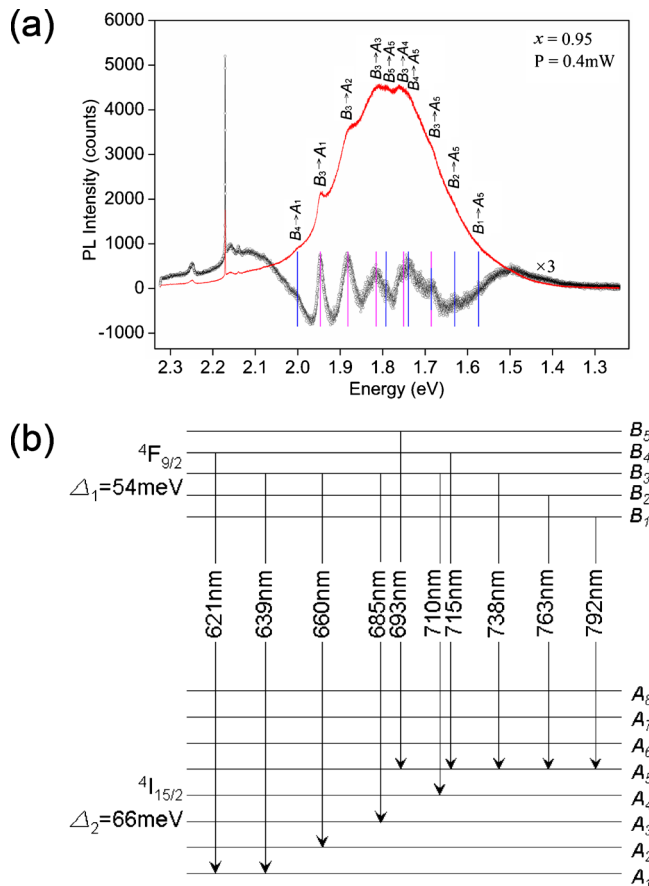 (a)
x = 0.95
P = 0.4mW
PL Intensity (counts)
6000
5000
4000
3000
2000
1000
0
-1000
B4→A1
B3→A1
B3→A2
B3→A3
B5→A5
B3→A4
B4→A5
B3→A5
B2→A5
B1→A5
×3
2.3 2.2 2.1 2.0 1.9 1.8 1.7 1.6 1.5 1.4 1.3
Energy (eV)
(b)
B5
4F9/2
B4
B3
△1=54meV
B2
B1
621nm 639nm 660nm 685nm 693nm 710nm 715nm 738nm 763nm 792nm
A8
A7
A6
A5
4I15/2
A4
△2=66meV
A3
A2
A1